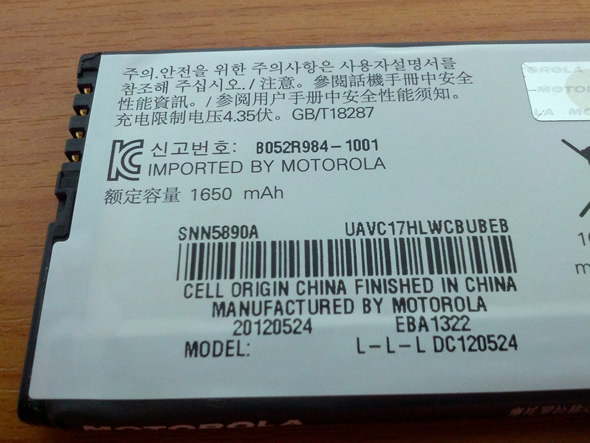 주의.안전을 위한 주의사항은 사용자설명서를
참조해 주십시오. / 注意。參閱話機手冊中安全
性能資訊。/ 参阅用户手册中安全性能须知。
充电限制电压4.35伏。GB/T18287
신고번호: B052R984-1001
IMPORTED BY MOTOROLA
额定容量 1650 mAh
SNN5890A UAVC17HLWCBUBEB
CELL ORIGIN CHINA FINISHED IN CHINA
MANUFACTURED BY MOTOROLA
20120524 EBA1322
MODEL: L-L-L DC120524
MOTOROLA